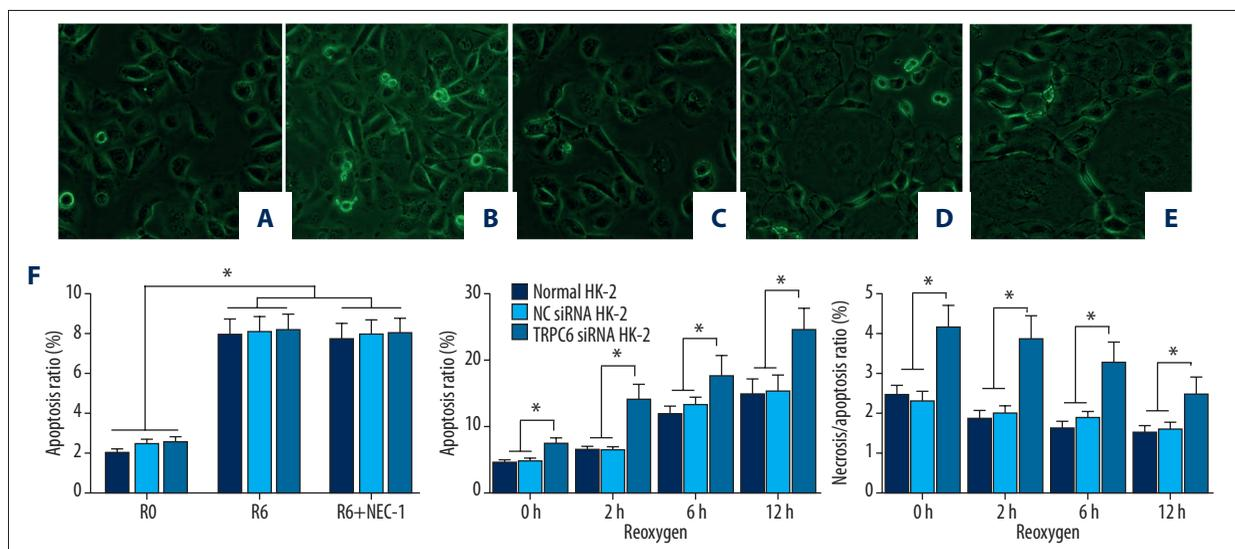 A
B
C
D
E
F
*
10
8
6
4
2
0
Apoptosis ratio (%)
R0
R6
R6+NEC-1
30
20
10
0
Apoptosis ratio (%)
Normal HK-2
NC siRNA HK-2
TRPC6 siRNA HK-2
*
*
*
*
0 h
2 h
6 h
12 h
Reoxygen
5
4
3
2
1
0
Necrosis/apoptosis ratio (%)
*
*
*
*
0 h
2 h
6 h
12 h
Reoxygen